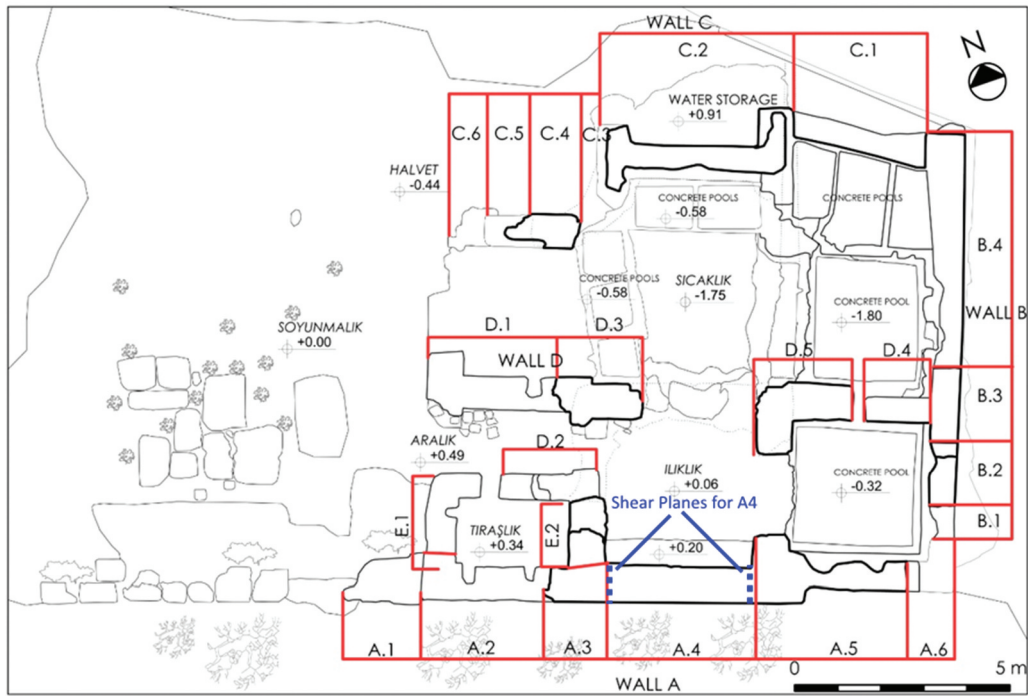 WALL C
C.2
C.1
N
WATER STORAGE
+0.91
C.6
C.5
C.4
C.3
HALVET
-0.44
CONCRETE POOLS
-0.58
CONCRETE POOLS
B.4
CONCRETE POOLS
-0.58
SICAKLIK
-1.75
CONCRETE POOL
-1.80
WALL B
SOYUNMALIK
+0.00
D.1
D.3
WALL D
D.5
D.4
B.3
ARALIK
+0.49
D.2
ILIKLIK
+0.06
CONCRETE POOL
-0.32
B.2
Shear Planes for A4
E.1
TIRAŞLIK
+0.34
E.2
B.1
+0.20
A.1
A.2
A.3
A.4
A.5
A.6
0
5 m
WALL A